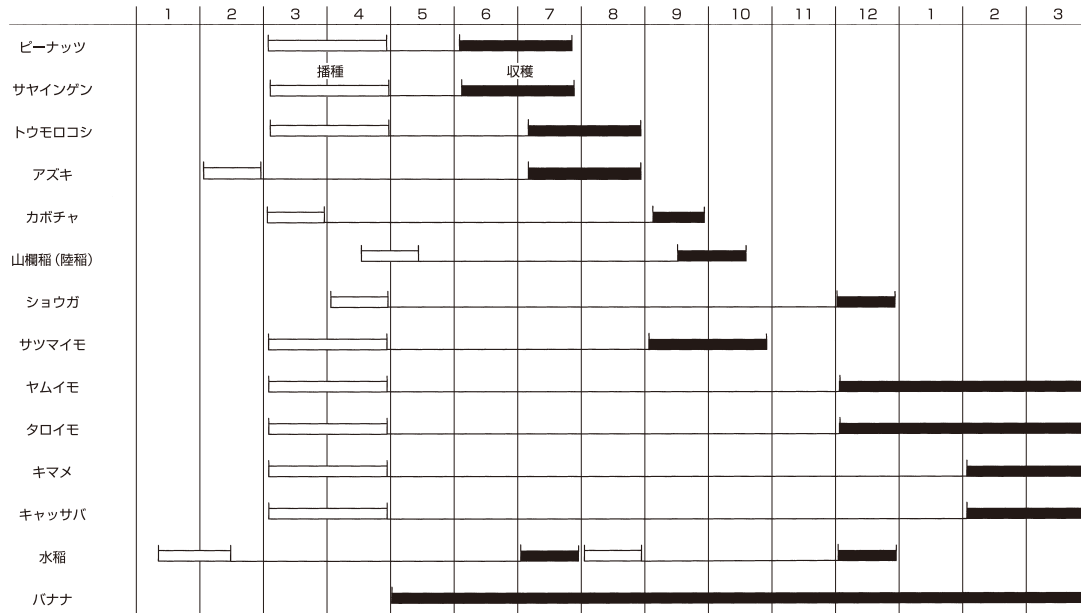 1 2 3 4 5 6 7 8 9 10 11 12 1 2 3
ピーナッツ
播種 収穫
サヤインゲン
トウモロコシ
アズキ
カボチャ
山欄稲（陸稲）
ショウガ
サツマイモ
ヤムイモ
タロイモ
キマメ
キャッサバ
水稲
バナナ